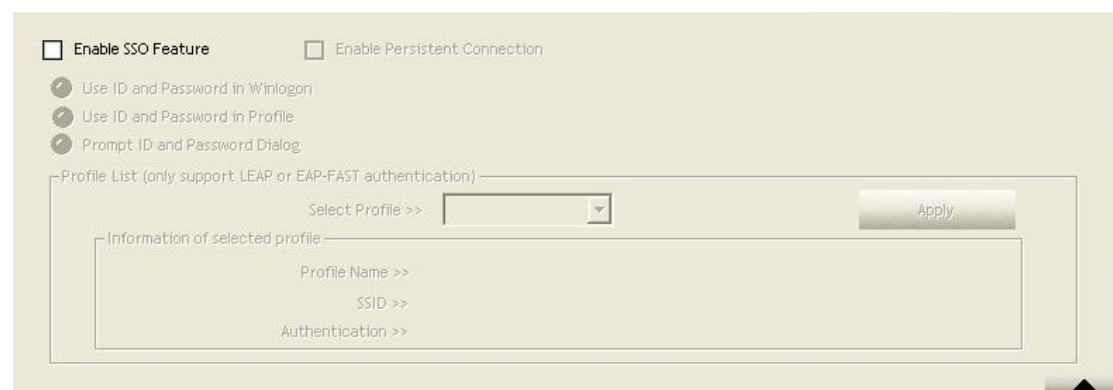 Enable SSO Feature Enable Persistent Connection
Use ID and Password in Winlogon
Use ID and Password in Profile
Prompt ID and Password Dialog
Profile List (only support LEAP or EAP-FAST authentication)
Select Profile >> Apply
Information of selected profile
Profile Name >>
SSID >>
Authentication >>